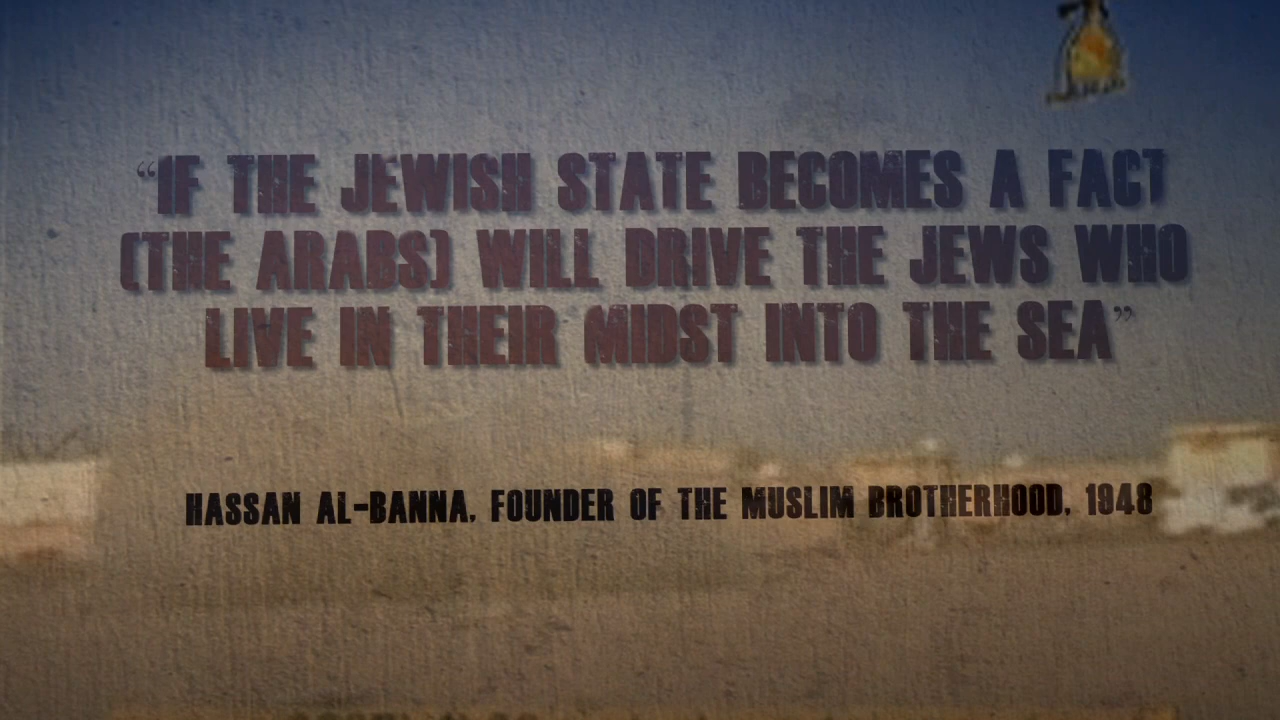 “IF THE JEWISH STATE BECOMES A FACT
(THE ARABS) WILL DRIVE THE JEWS WHO
LIVE IN THEIR MIDST INTO THE SEA”
HASSAN AL-BANNA, FOUNDER OF THE MUSLIM BROTHERHOOD, 1948